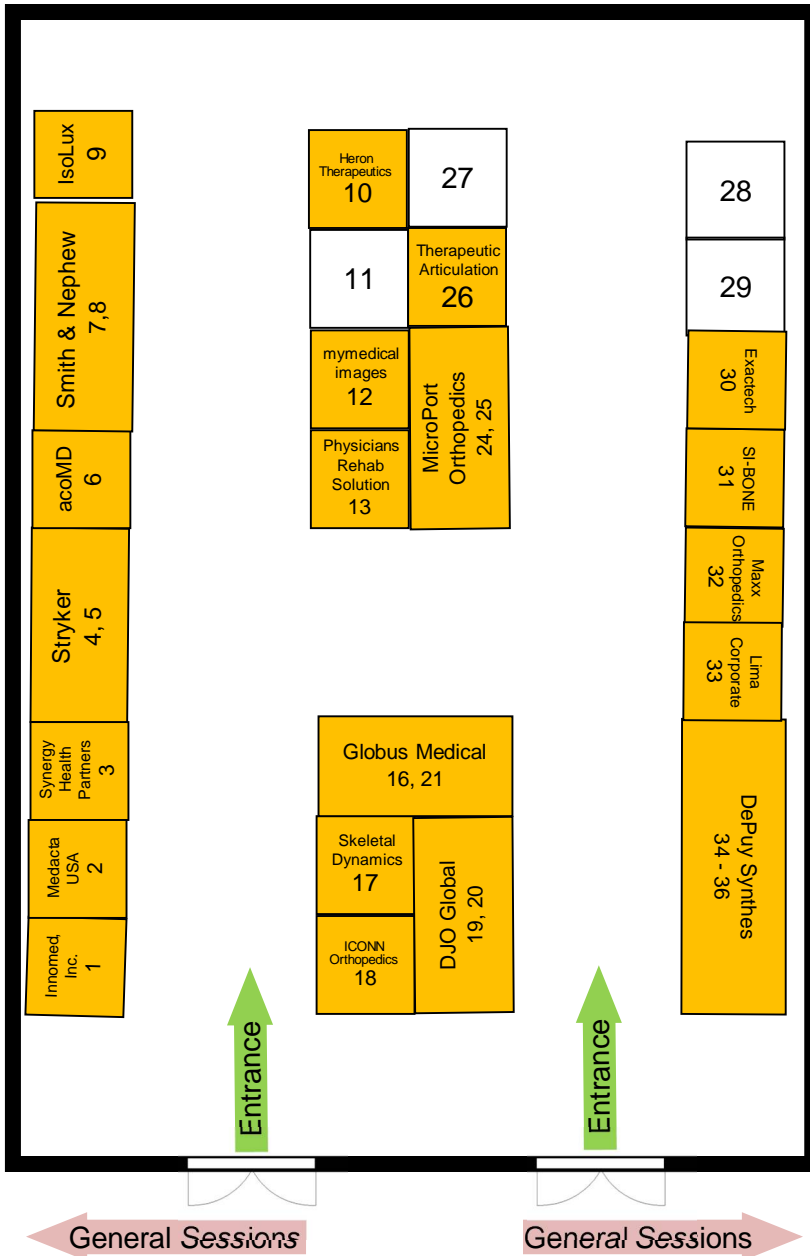 IsoLux
9
Smith & Nephew
7,8
acoMD
6
Stryker
4, 5
Synergy
Health
Partners
3
Medacta
USA
2
Innomed,
Inc.
1
Heron
Therapeutics
10
27
11
Therapeutic
Articulation
26
mymedical
images
12
Physicians
Rehab
Solution
13
MicroPort
Orthopedics
24, 25
Globus Medical
16, 21
Skeletal
Dynamics
17
ICONN
Orthopedics
18
DJO Global
19, 20
28
29
Exactech
30
SI-BONE
31
Maxx
Orthopedics
32
Lima
Corporate
33
DePuy Synthes
34 - 36
Entrance
Entrance
General Sessions
General Sessions